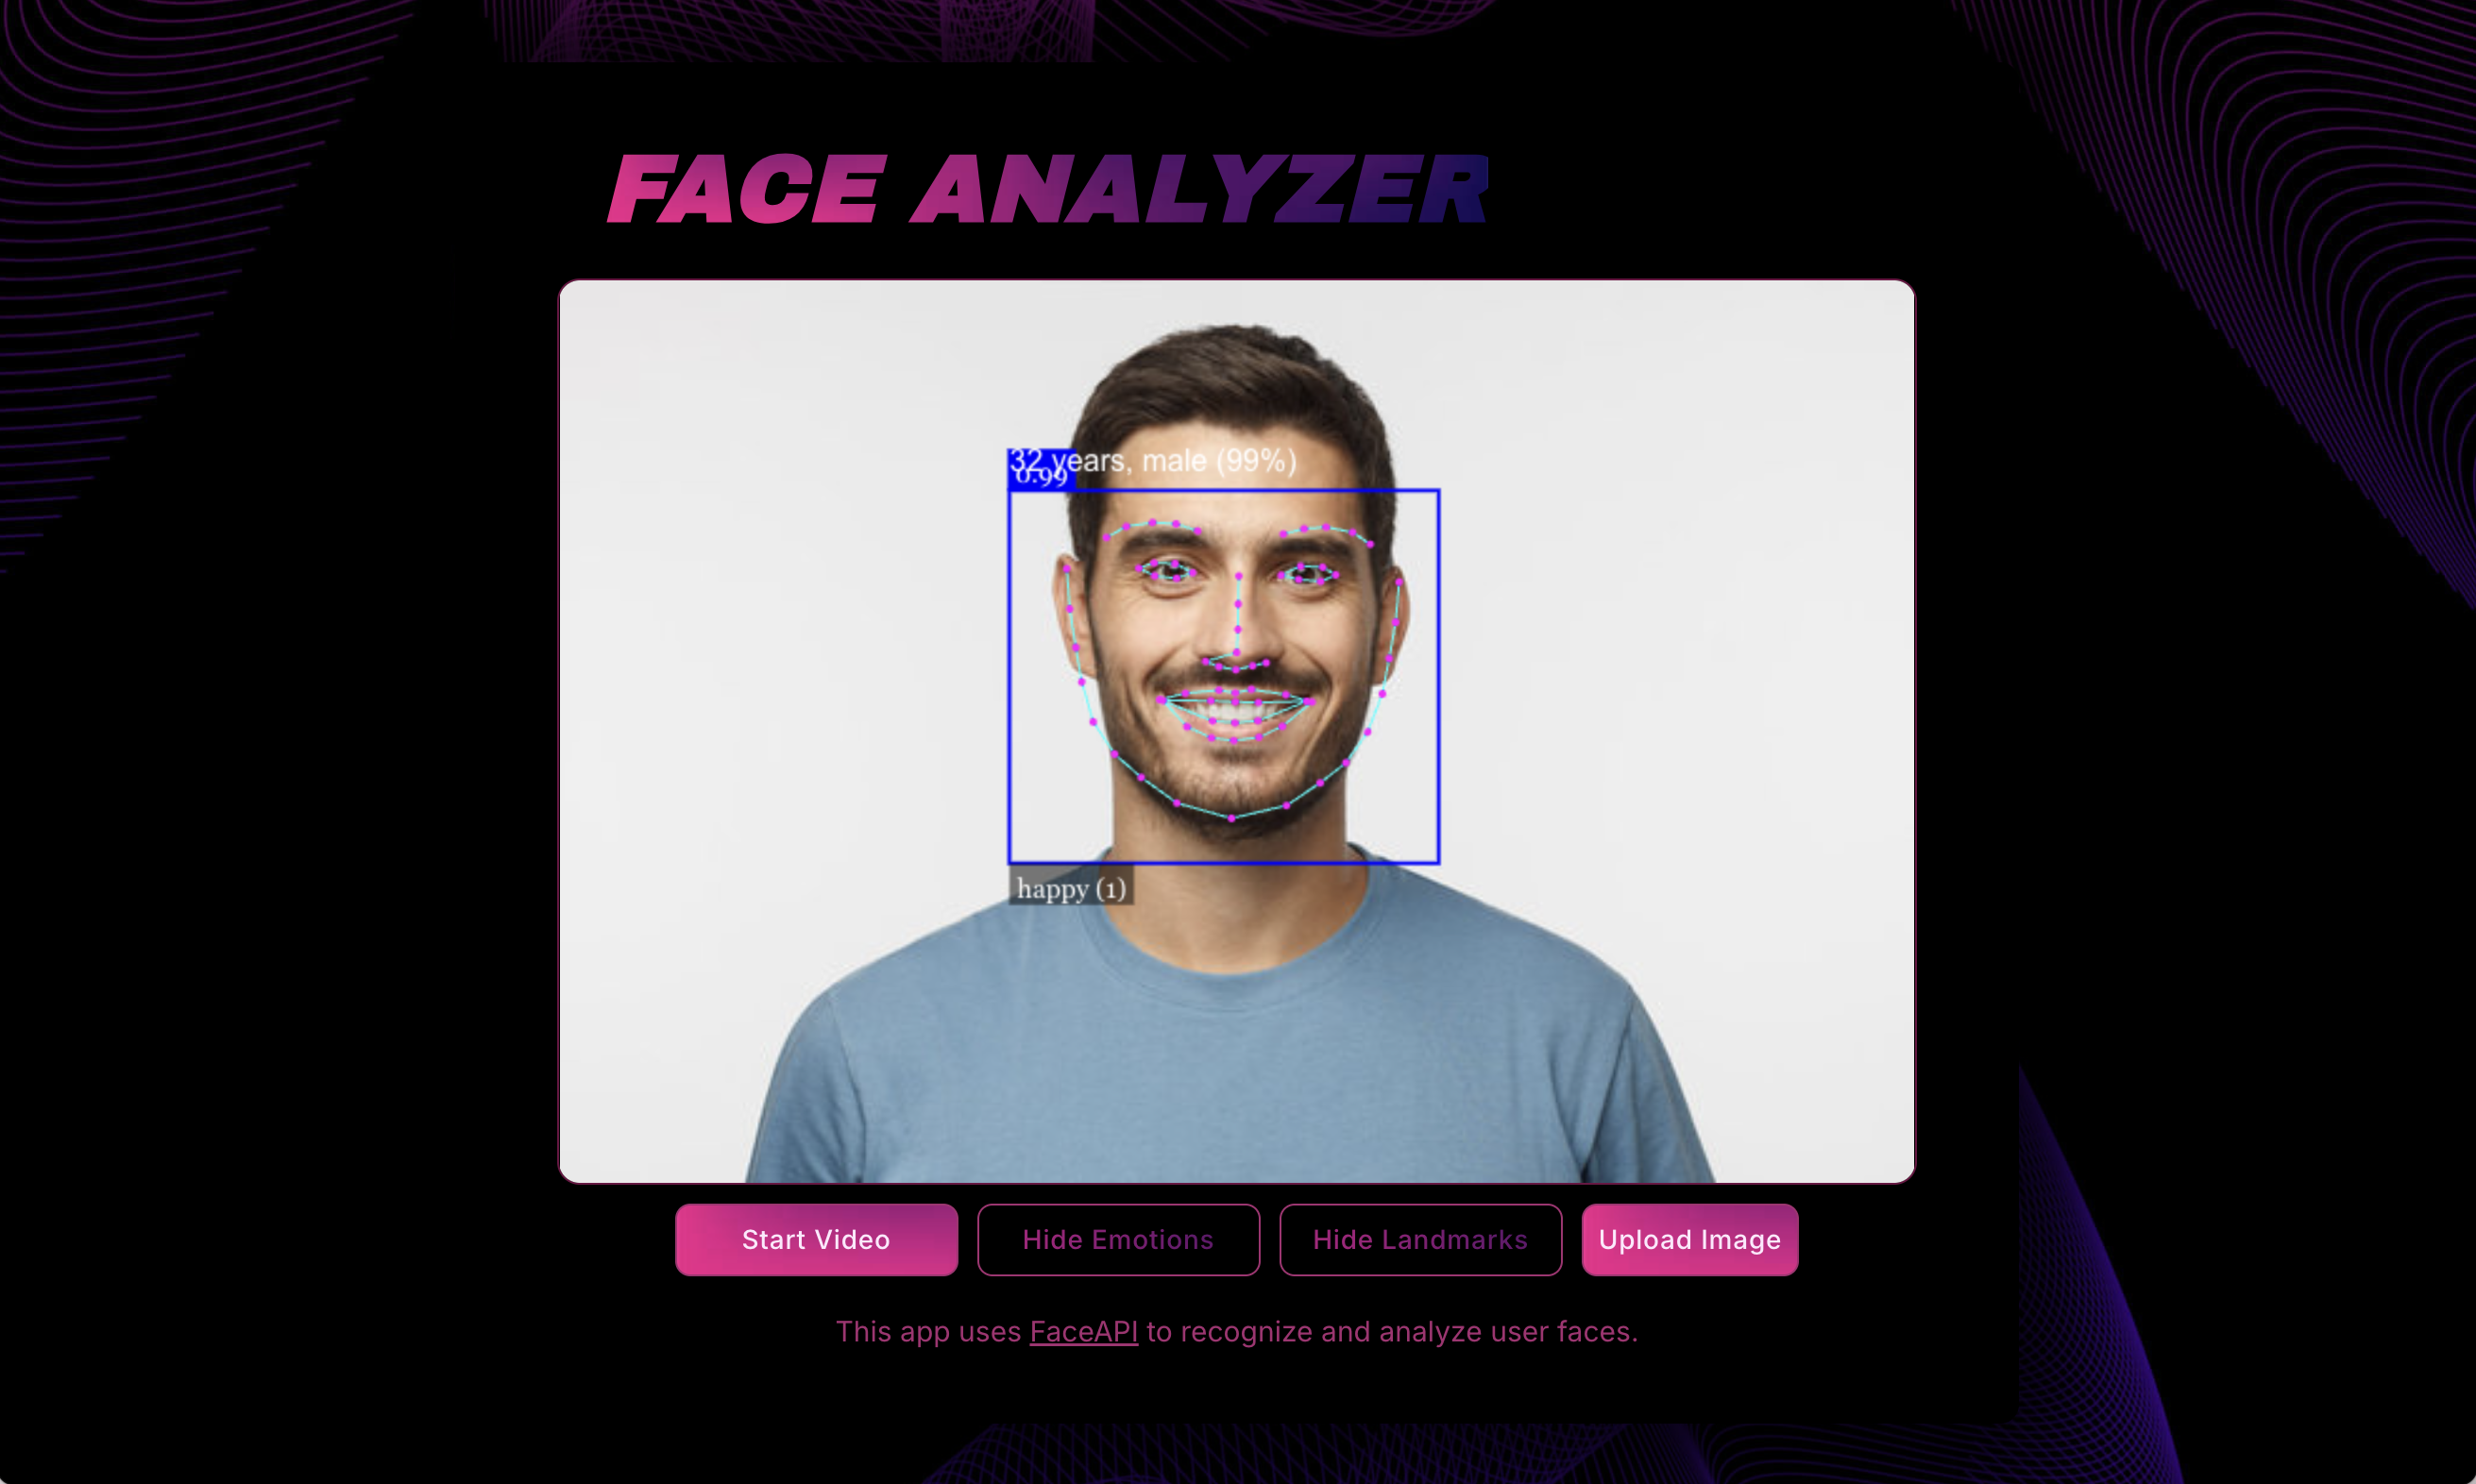 FACE ANALYZER
32 years, male (99%)
0.99
happy (1)
Start Video
Hide Emotions
Hide Landmarks
Upload Image
This app uses FaceAPI to recognize and analyze user faces.